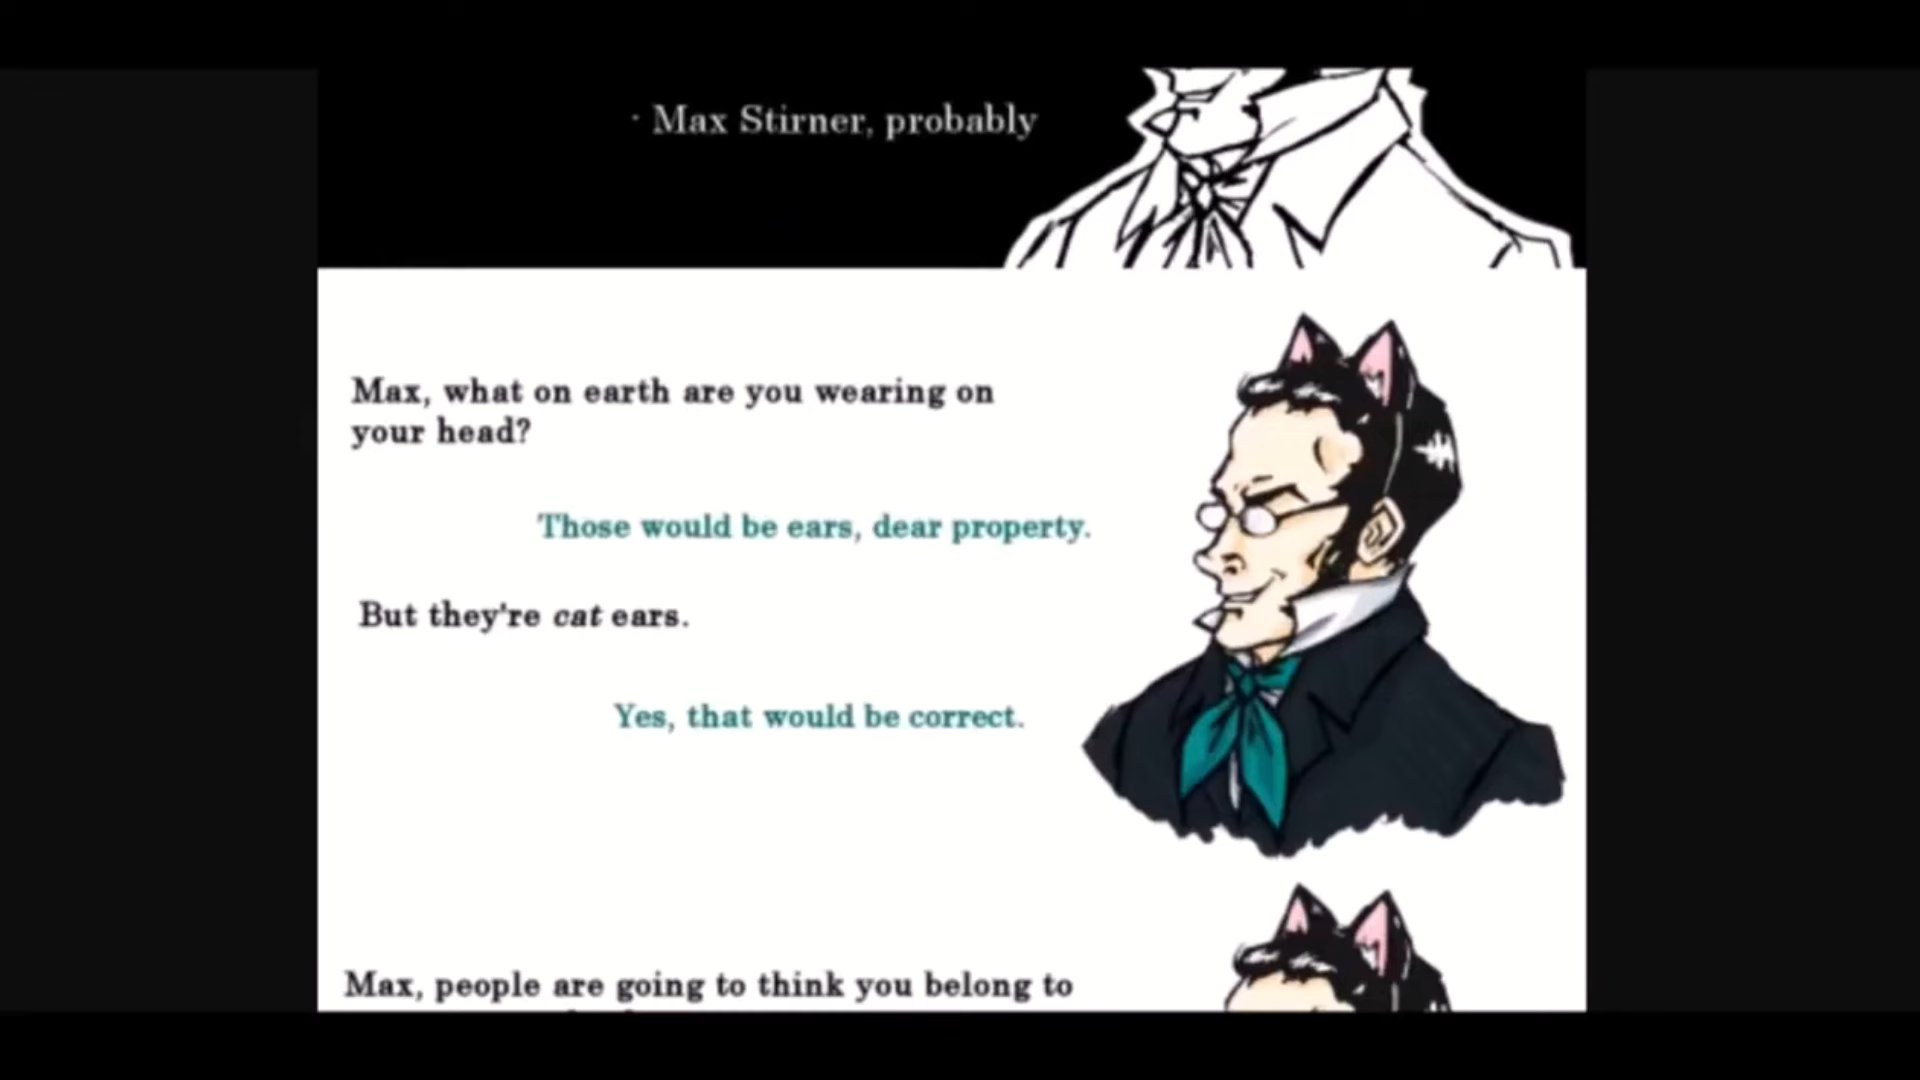 - Max Stirner, probably
Max, what on earth are you wearing on
your head?
Those would be ears, dear property.
But they're cat ears.
Yes, that would be correct.
Max, people are going to think you belong to